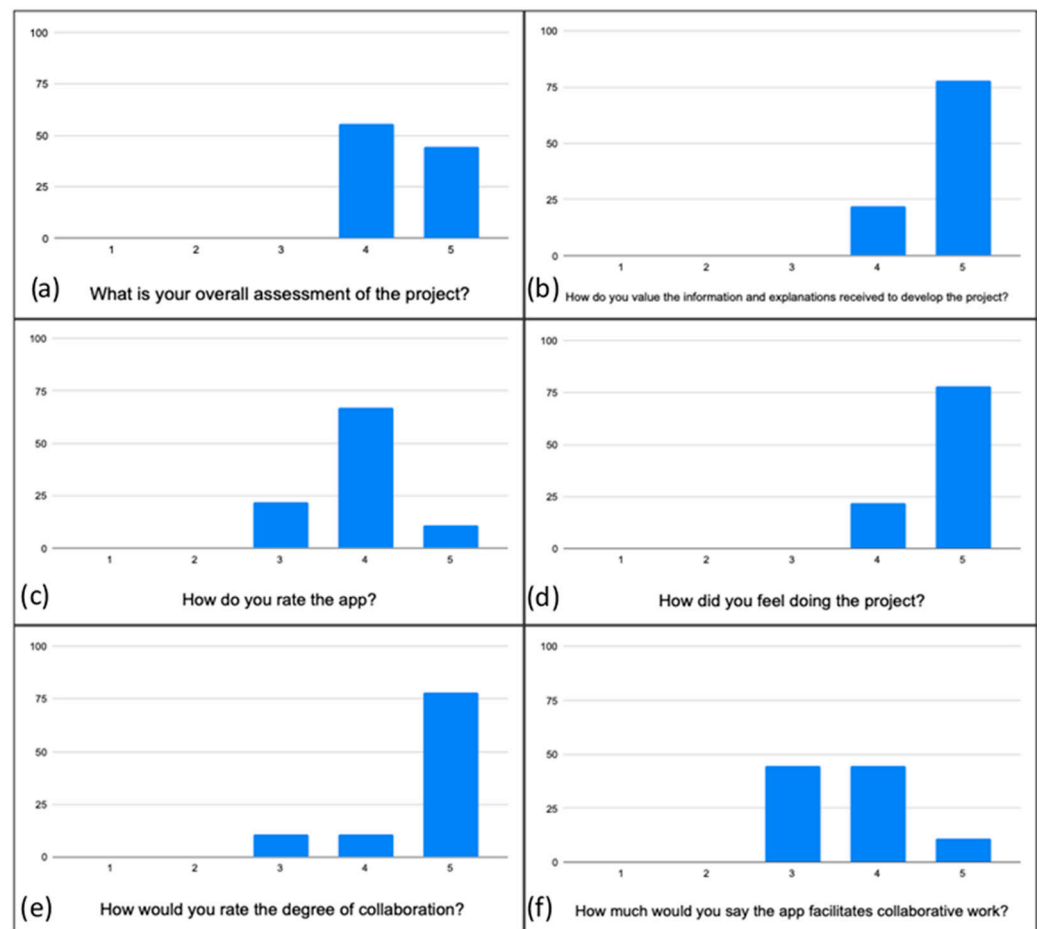 100
75
50
25
0
1 2 3 4 5
(a) What is your overall assessment of the project?
100
75
50
25
0
1 2 3 4 5
(b) How do you value the information and explanations received to develop the project?
100
75
50
25
0
1 2 3 4 5
(c) How do you rate the app?
100
75
50
25
0
1 2 3 4 5
(d) How did you feel doing the project?
100
75
50
25
0
1 2 3 4 5
(e) How would you rate the degree of collaboration?
100
75
50
25
0
1 2 3 4 5
(f) How much would you say the app facilitates collaborative work?